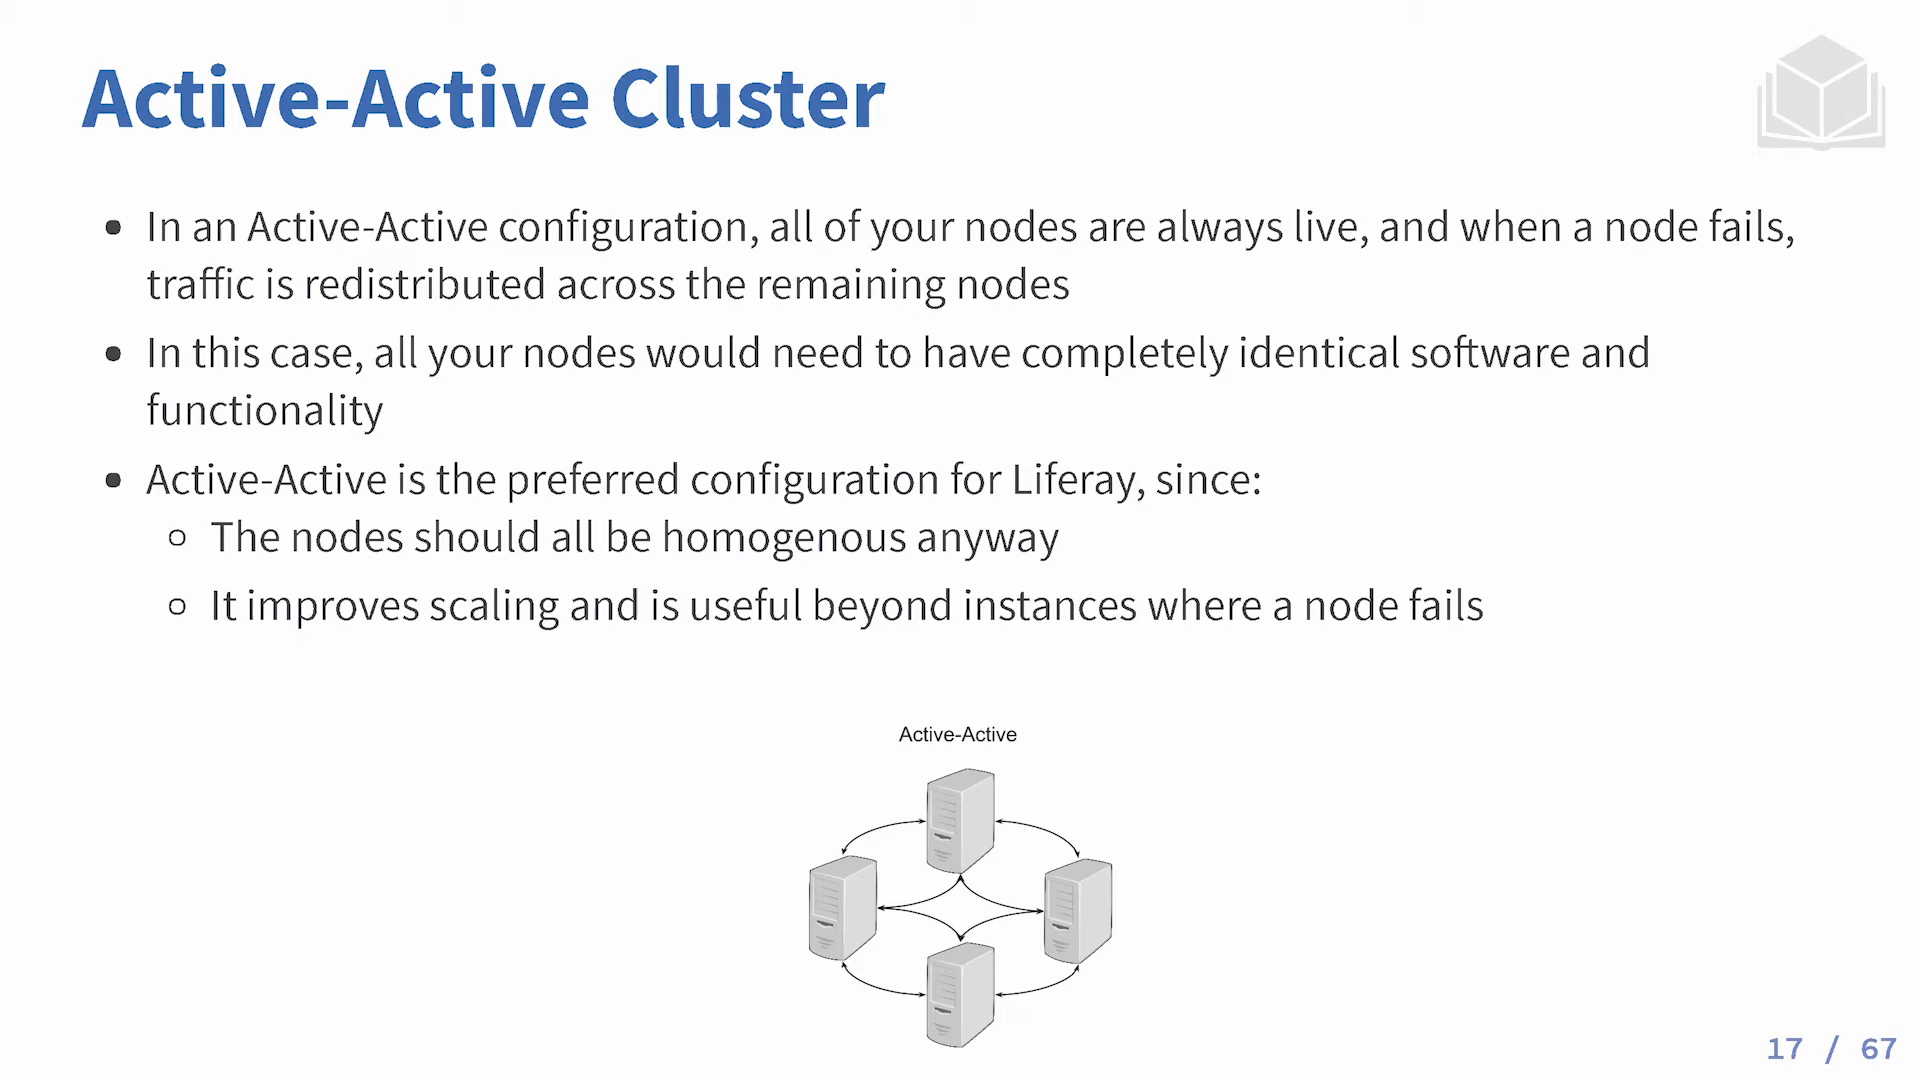 Active-Active Cluster
• In an Active-Active configuration, all of your nodes are always live, and when a node fails,
traffic is redistributed across the remaining nodes
• In this case, all your nodes would need to have completely identical software and
functionality
• Active-Active is the preferred configuration for Liferay, since:
○ The nodes should all be homogenous anyway
○ It improves scaling and is useful beyond instances where a node fails
Active-Active
17 / 67